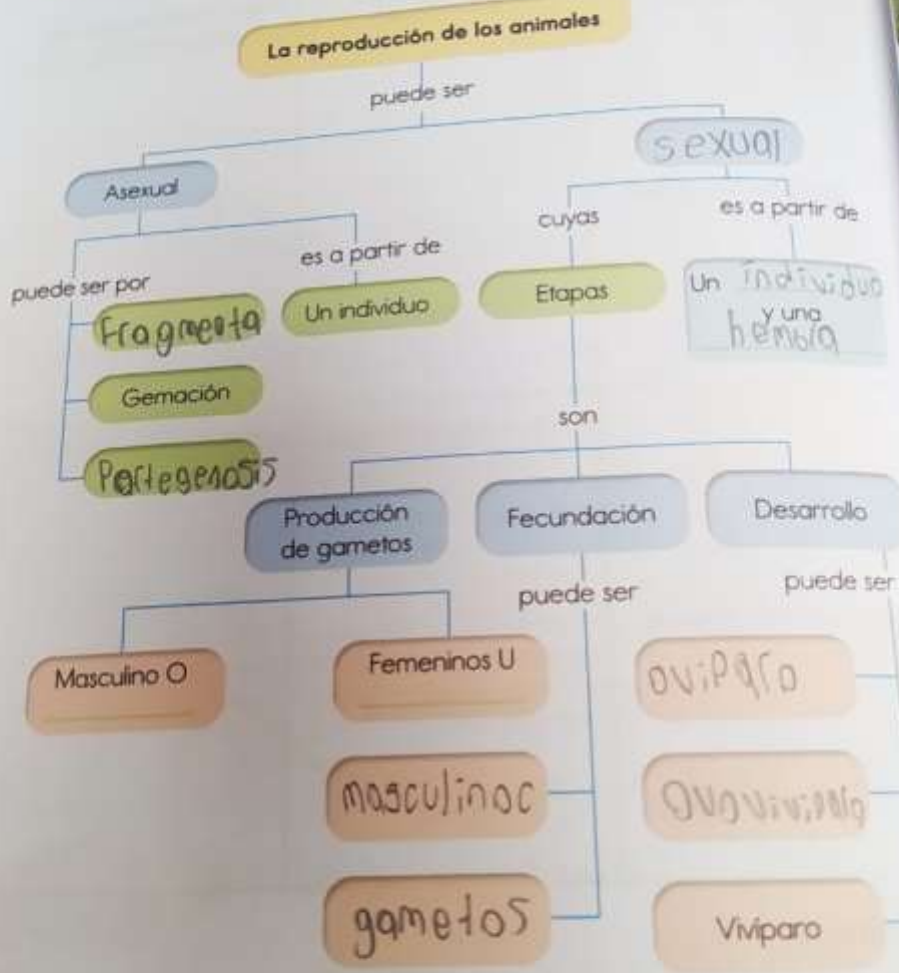 La reproducción de los animales
puede ser
Asexual
sexual
puede ser por
es a partir de
cuyas
es a partir de
Fragmenta
Un individuo
Etapas
Un individuo
y una
hembra
Gemación
Partegenosis
son
Producción
de gametos
Fecundación
Desarrollo
puede ser
puede ser
Masculino O
Femeninos U
oviparo
masculinoc
ovoviviparo
gametos
Vivíparo